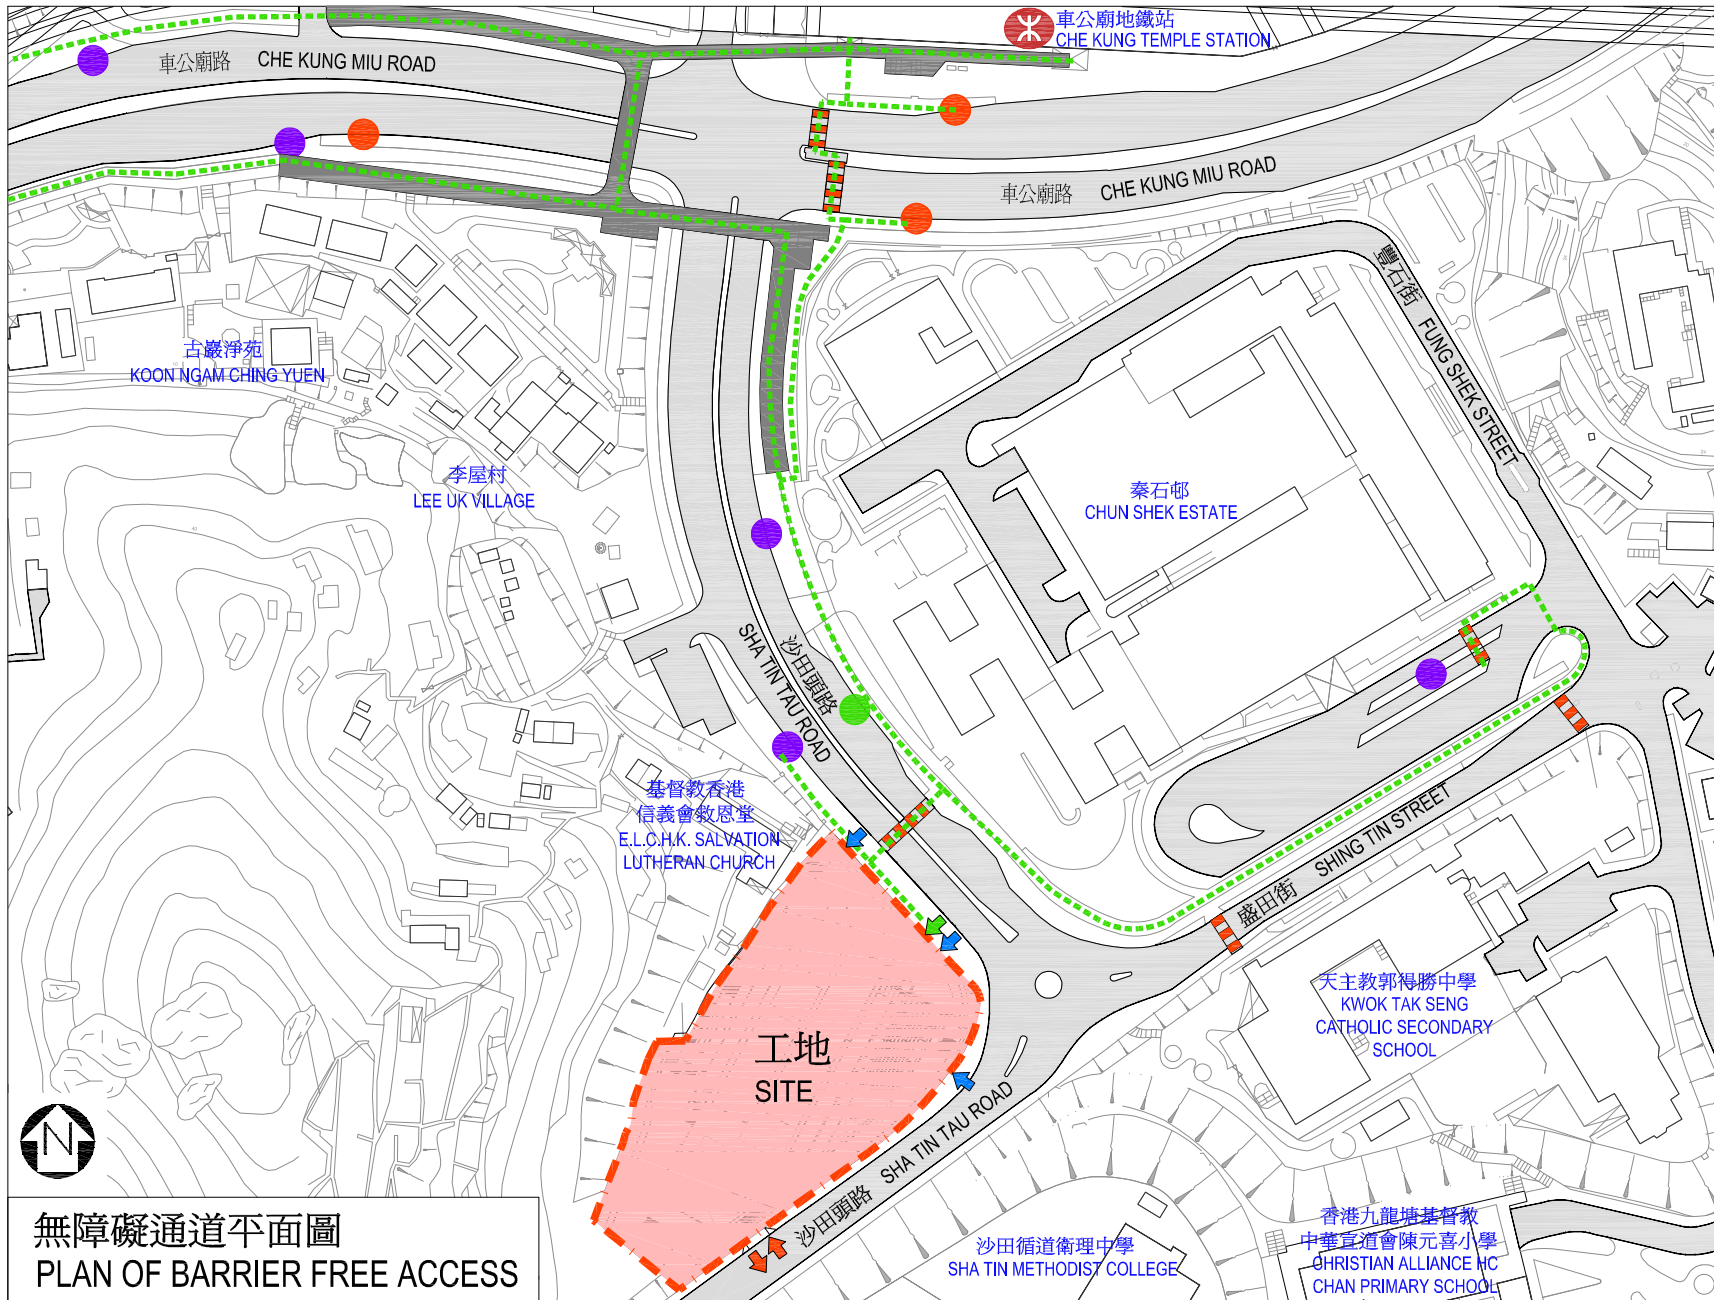 車公廟地鐵站
CHE KUNG TEMPLE STATION
車公廟路 CHE KUNG MIU ROAD
車公廟路 CHE KUNG MIU ROAD
豐石街 FUNG SHEK STREET
古巖淨苑
KOON NGAM CHING YUEN
李屋村
LEE UK VILLAGE
秦石邨
CHUN SHEK ESTATE
沙田頭路
SHA TIN TAU ROAD
基督教香港
信義會救恩堂
E.L.C.H.K. SALVATION
LUTHERAN CHURCH
盛田街 SHING TIN STREET
天主教郭得勝中學
KWOK TAK SENG
CATHOLIC SECONDARY
SCHOOL
工地
SITE
沙田頭路 SHA TIN TAU ROAD
N
沙田循道衛理中學
SHA TIN METHODIST COLLEGE
香港九龍塘基督教
中華宣道會陳元喜小學
CHRISTIAN ALLIANCE HC
CHAN PRIMARY SCHOOL
無障礙通道平面圖
PLAN OF BARRIER FREE ACCESS